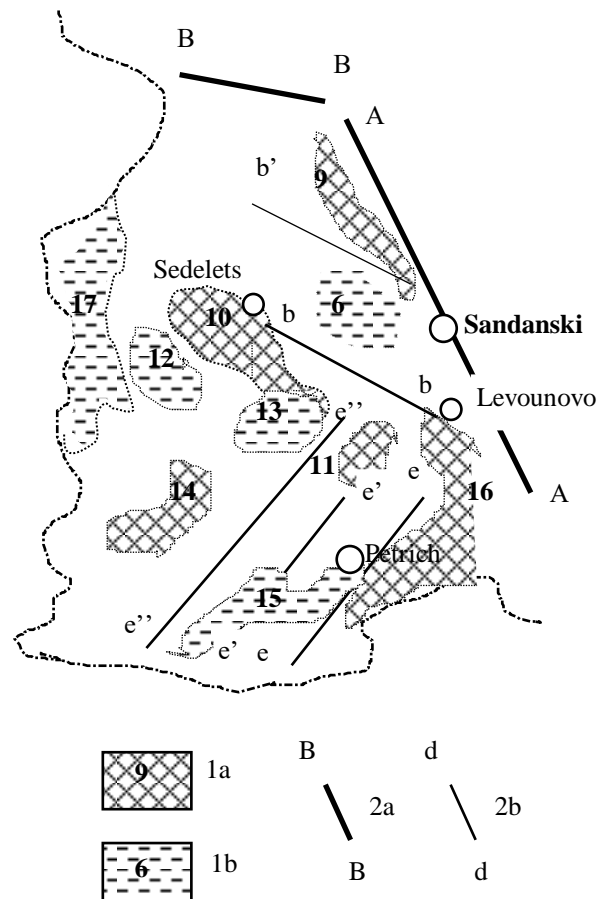 B
B
A
b’
9
17
Sedelets
10
b
6
Sandanski
12
b
Levounovo
13
e’’
11
14
e’
e
16
A
Petrich
15
e’’
e’
e
9
1a
B
d
2a
2b
6
1b
B
d